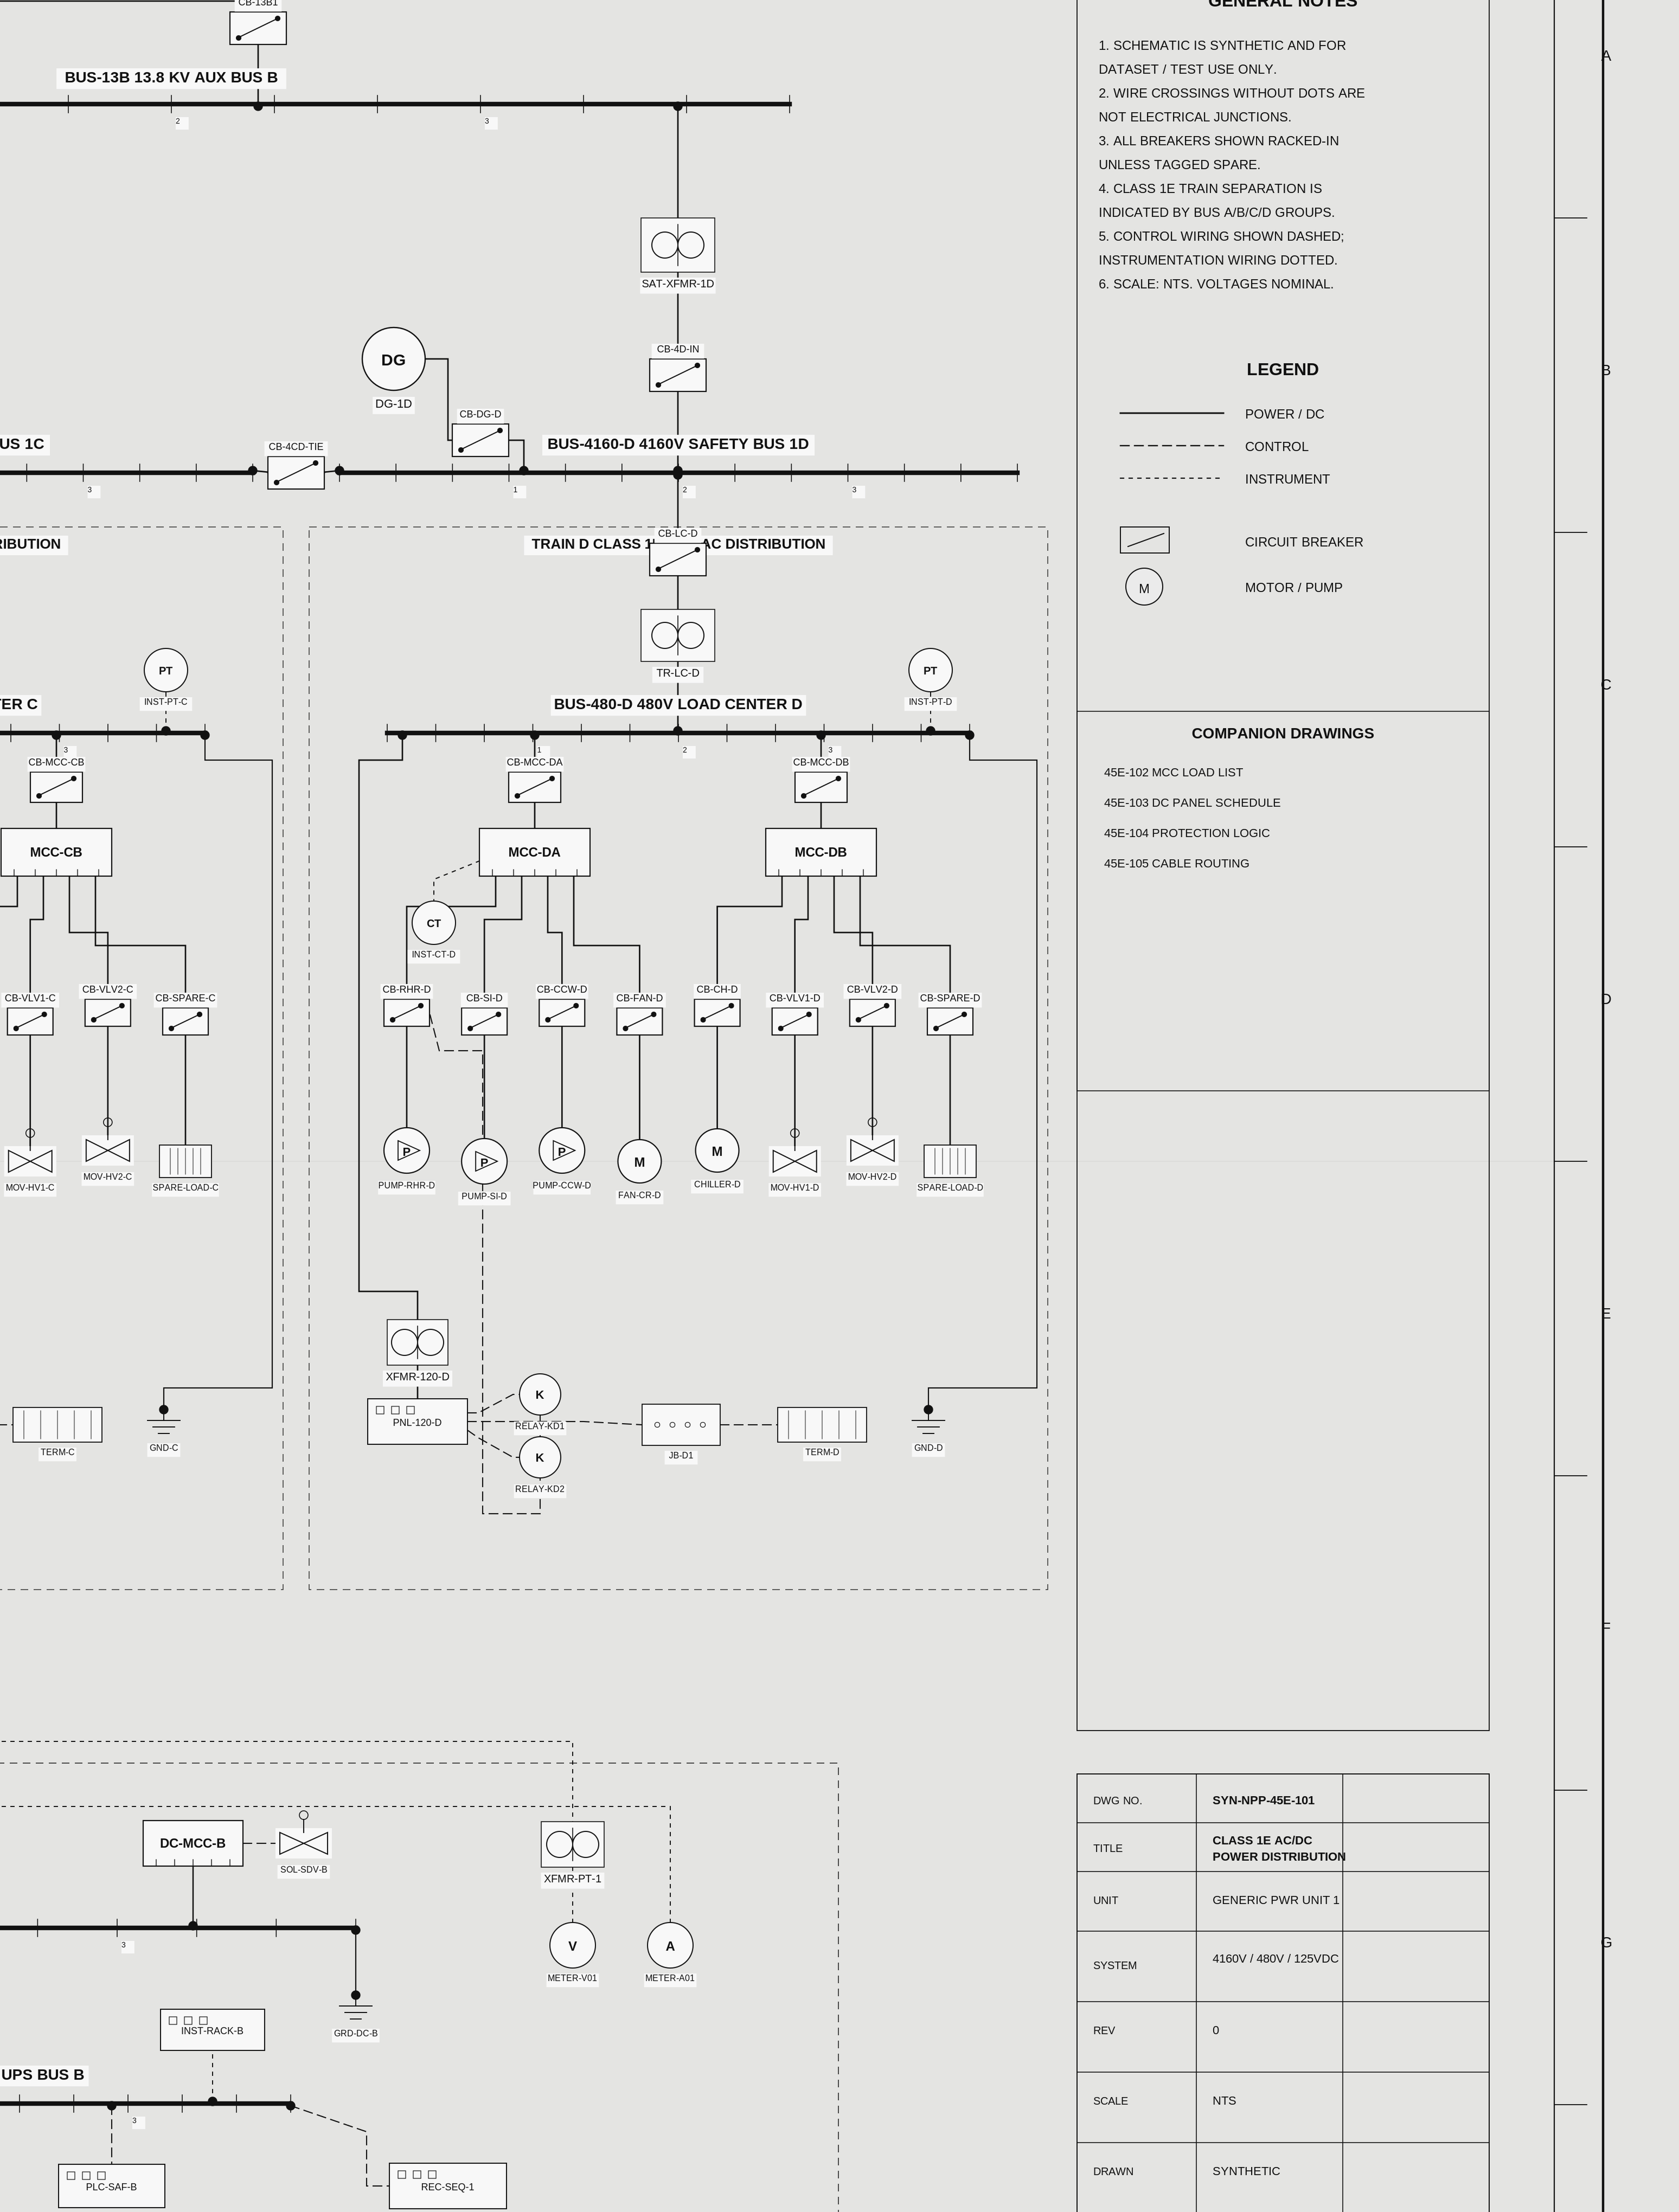 CB-13B1
BUS-13B 13.8 KV AUX BUS B
2
3
SAT-XFMR-1D
CB-4D-IN
DG
DG-1D
CB-DG-D
US 1C
CB-4CD-TIE
BUS-4160-D 4160V SAFETY BUS 1D
3
1
2
3
RIBUTION
CB-LC-D
TRAIN D CLASS 1 AC DISTRIBUTION
TR-LC-D
PT
INST-PT-C
PT
INST-PT-D
TER C
BUS-480-D 480V LOAD CENTER D
3
1
2
3
CB-MCC-CB
CB-MCC-DA
CB-MCC-DB
MCC-CB
MCC-DA
MCC-DB
CT
INST-CT-D
CB-VLV1-C
CB-VLV2-C
CB-SPARE-C
CB-RHR-D
CB-SI-D
CB-CCW-D
CB-FAN-D
CB-CH-D
CB-VLV1-D
CB-VLV2-D
CB-SPARE-D
P
P
P
M
M
MOV-HV1-C
MOV-HV2-C
SPARE-LOAD-C
PUMP-RHR-D
PUMP-SI-D
PUMP-CCW-D
FAN-CR-D
CHILLER-D
MOV-HV1-D
MOV-HV2-D
SPARE-LOAD-D
XFMR-120-D
PNL-120-D
K
RELAY-KD1
K
RELAY-KD2
JB-D1
TERM-D
GND-D
TERM-C
GND-C
DC-MCC-B
SOL-SDV-B
XFMR-PT-1
V
A
METER-V01
METER-A01
3
GRD-DC-B
INST-RACK-B
UPS BUS B
3
PLC-SAF-B
REC-SEQ-1
GENERAL NOTES
1. SCHEMATIC IS SYNTHETIC AND FOR
DATASET / TEST USE ONLY.
2. WIRE CROSSINGS WITHOUT DOTS ARE
NOT ELECTRICAL JUNCTIONS.
3. ALL BREAKERS SHOWN RACKED-IN
UNLESS TAGGED SPARE.
4. CLASS 1E TRAIN SEPARATION IS
INDICATED BY BUS A/B/C/D GROUPS.
5. CONTROL WIRING SHOWN DASHED;
INSTRUMENTATION WIRING DOTTED.
6. SCALE: NTS. VOLTAGES NOMINAL.
LEGEND
POWER / DC
CONTROL
INSTRUMENT
CIRCUIT BREAKER
M
MOTOR / PUMP
COMPANION DRAWINGS
45E-102 MCC LOAD LIST
45E-103 DC PANEL SCHEDULE
45E-104 PROTECTION LOGIC
45E-105 CABLE ROUTING
DWG NO. SYN-NPP-45E-101
TITLE CLASS 1E AC/DC
POWER DISTRIBUTION
UNIT GENERIC PWR UNIT 1
SYSTEM 4160V / 480V / 125VDC
REV 0
SCALE NTS
DRAWN SYNTHETIC
A
B
C
D
E
F
G